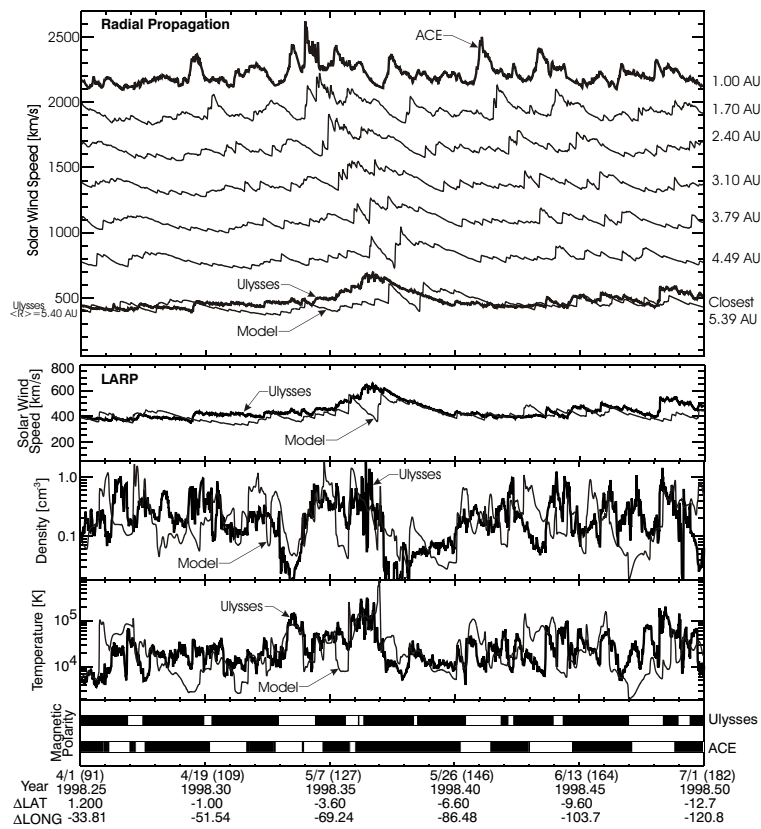 Radial Propagation
ACE
2500
2000
1500
1000
500
Solar Wind Speed [km/s]
1.00 AU
1.70 AU
2.40 AU
3.10 AU
3.79 AU
4.49 AU
Closest
5.39 AU
Ulysses
<R>=5.40 AU
Ulysses
Model
LARP
800
600
400
200
Solar Wind
Speed [km/s]
Ulysses
Model
1.0
0.1
Density [cm-3]
Ulysses
Model
10^5
10^4
Temperature [K]
Ulysses
Model
Magnetic
Polarity
Ulysses
ACE
4/1 (91) 4/19 (109) 5/7 (127) 5/26 (146) 6/13 (164) 7/1 (182)
Year 1998.25 1998.30 1998.35 1998.40 1998.45 1998.50
ΔLAT 1.200 -1.00 -3.60 -6.60 -9.60 -12.7
ΔLONG -33.81 -51.54 -69.24 -86.48 -103.7 -120.8